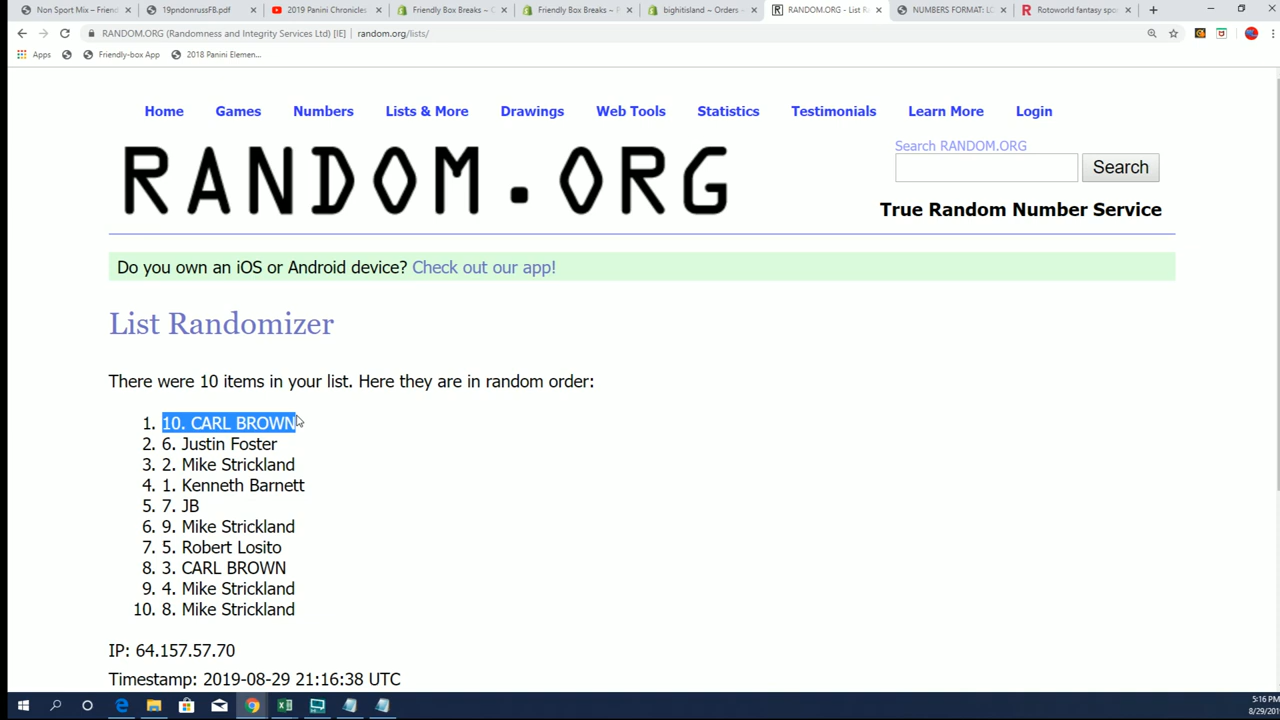 Non Sport Mix – Friend
19pndonrussFB.pdf
2019 Panini Chronicles
Friendly Box Breaks ~
Friendly Box Breaks ~
bighitisland ~ Orders ~
RANDOM.ORG - List R
NUMBERS FORMAT:
Rotoworld fantasy spo
RANDOM.ORG (Randomness and Integrity Services Ltd) [IE] | random.org/lists/
Apps Friendly-box App 2018 Panini Elemen...
Home Games Numbers Lists & More Drawings Web Tools Statistics Testimonials Learn More Login
Search RANDOM.ORG
RANDOM.ORG
Search
True Random Number Service
Do you own an iOS or Android device? Check out our app!
List Randomizer
There were 10 items in your list. Here they are in random order:
1. 10. CARL BROWN
2. 6. Justin Foster
3. 2. Mike Strickland
4. 1. Kenneth Barnett
5. 7. JB
6. 9. Mike Strickland
7. 5. Robert Losito
8. 3. CARL BROWN
9. 4. Mike Strickland
10. 8. Mike Strickland
IP: 64.157.57.70
Timestamp: 2019-08-29 21:16:38 UTC
5:16 PM
8/29/201